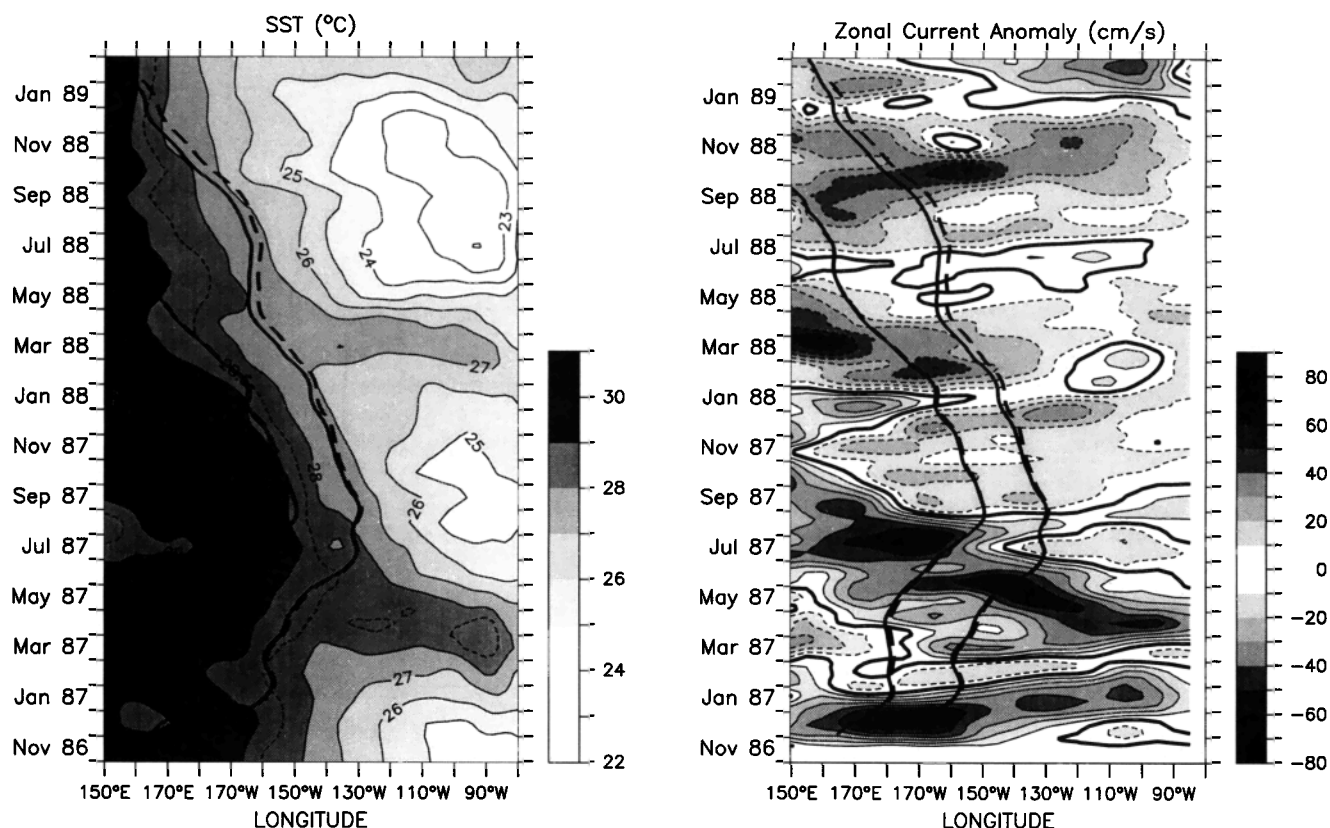 SST (°C)
Jan 89
Nov 88
Sep 88
Jul 88
May 88
Mar 88
Jan 88
Nov 87
Sep 87
Jul 87
May 87
Mar 87
Jan 87
Nov 86
25
26
24
23
27
28
25
26
27
26
30
28
26
24
22
150°E 170°E 170°W 150°W 130°W 110°W 90°W
LONGITUDE
Zonal Current Anomaly (cm/s)
Jan 89
Nov 88
Sep 88
Jul 88
May 88
Mar 88
Jan 88
Nov 87
Sep 87
Jul 87
May 87
Mar 87
Jan 87
Nov 86
80
60
40
20
0
-20
-40
-60
-80
150°E 170°E 170°W 150°W 130°W 110°W 90°W
LONGITUDE